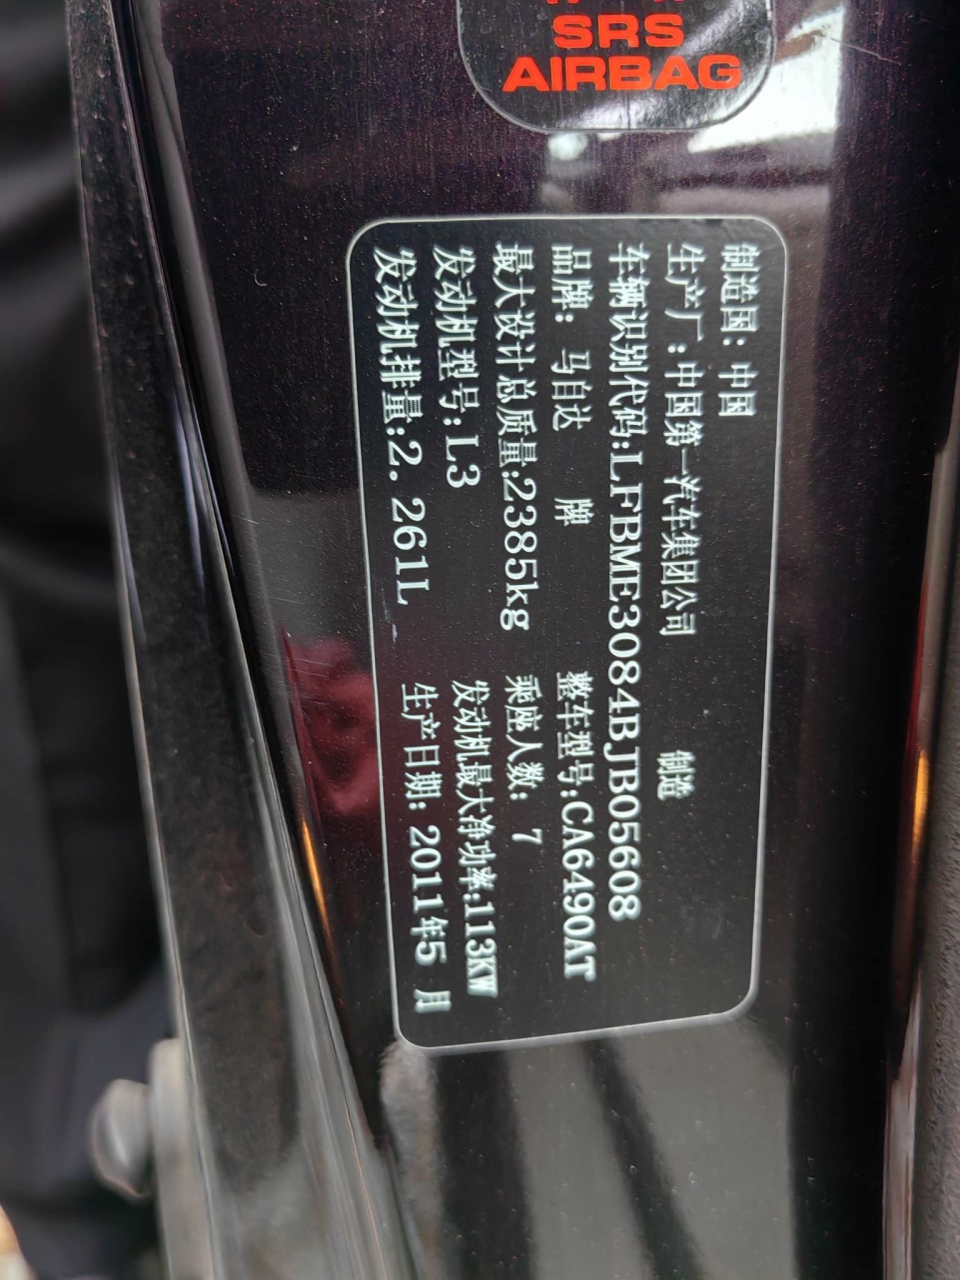 SRS
AIRBAG
制造国: 中国
生产厂:中国第一汽车集团公司 制造
车辆识别代码:LFBME3084BJB05608
品牌: 马自达 牌 整车型号:CA6490AT
最大设计总质量:2385kg 乘座人数: 7
发动机型号:L3 发动机最大净功率:113KW
发动机排量:2.261L 生产日期: 2011年5 月